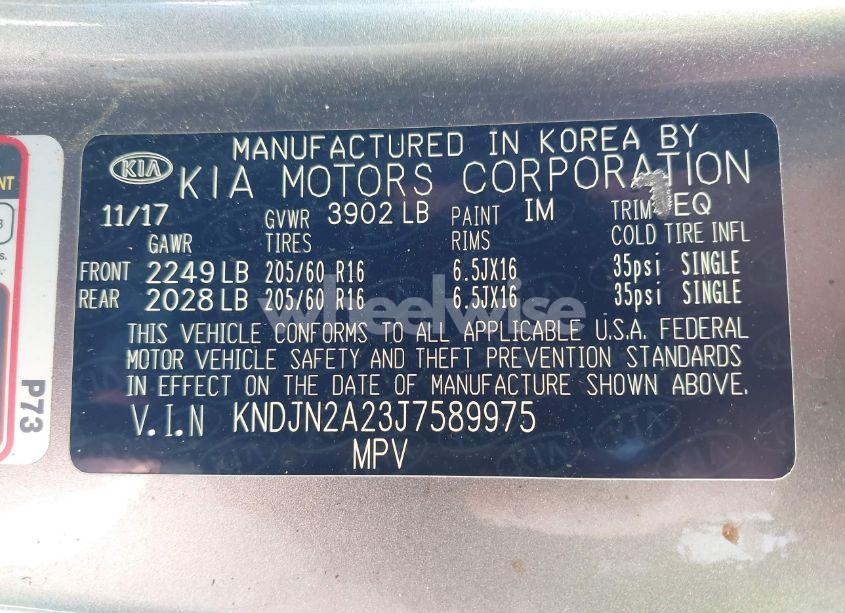 MANUFACTURED IN KOREA BY
KIA KIA MOTORS CORPORATION
11/17 GVWR 3902 LB PAINT IM TRIM EQ
GAWR TIRES RIMS COLD TIRE INFL
FRONT 2249 LB 205/60 R16 6.5JX16 35psi SINGLE
REAR 2028 LB 205/60 R16 6.5JX16 35psi SINGLE
wheelwise
THIS VEHICLE CONFORMS TO ALL APPLICABLE U.S.A. FEDERAL
MOTOR VEHICLE SAFETY AND THEFT PREVENTION STANDARDS
IN EFFECT ON THE DATE OF MANUFACTURE SHOWN ABOVE.
V.I.N KNDJN2A23J7589975
MPV
P73